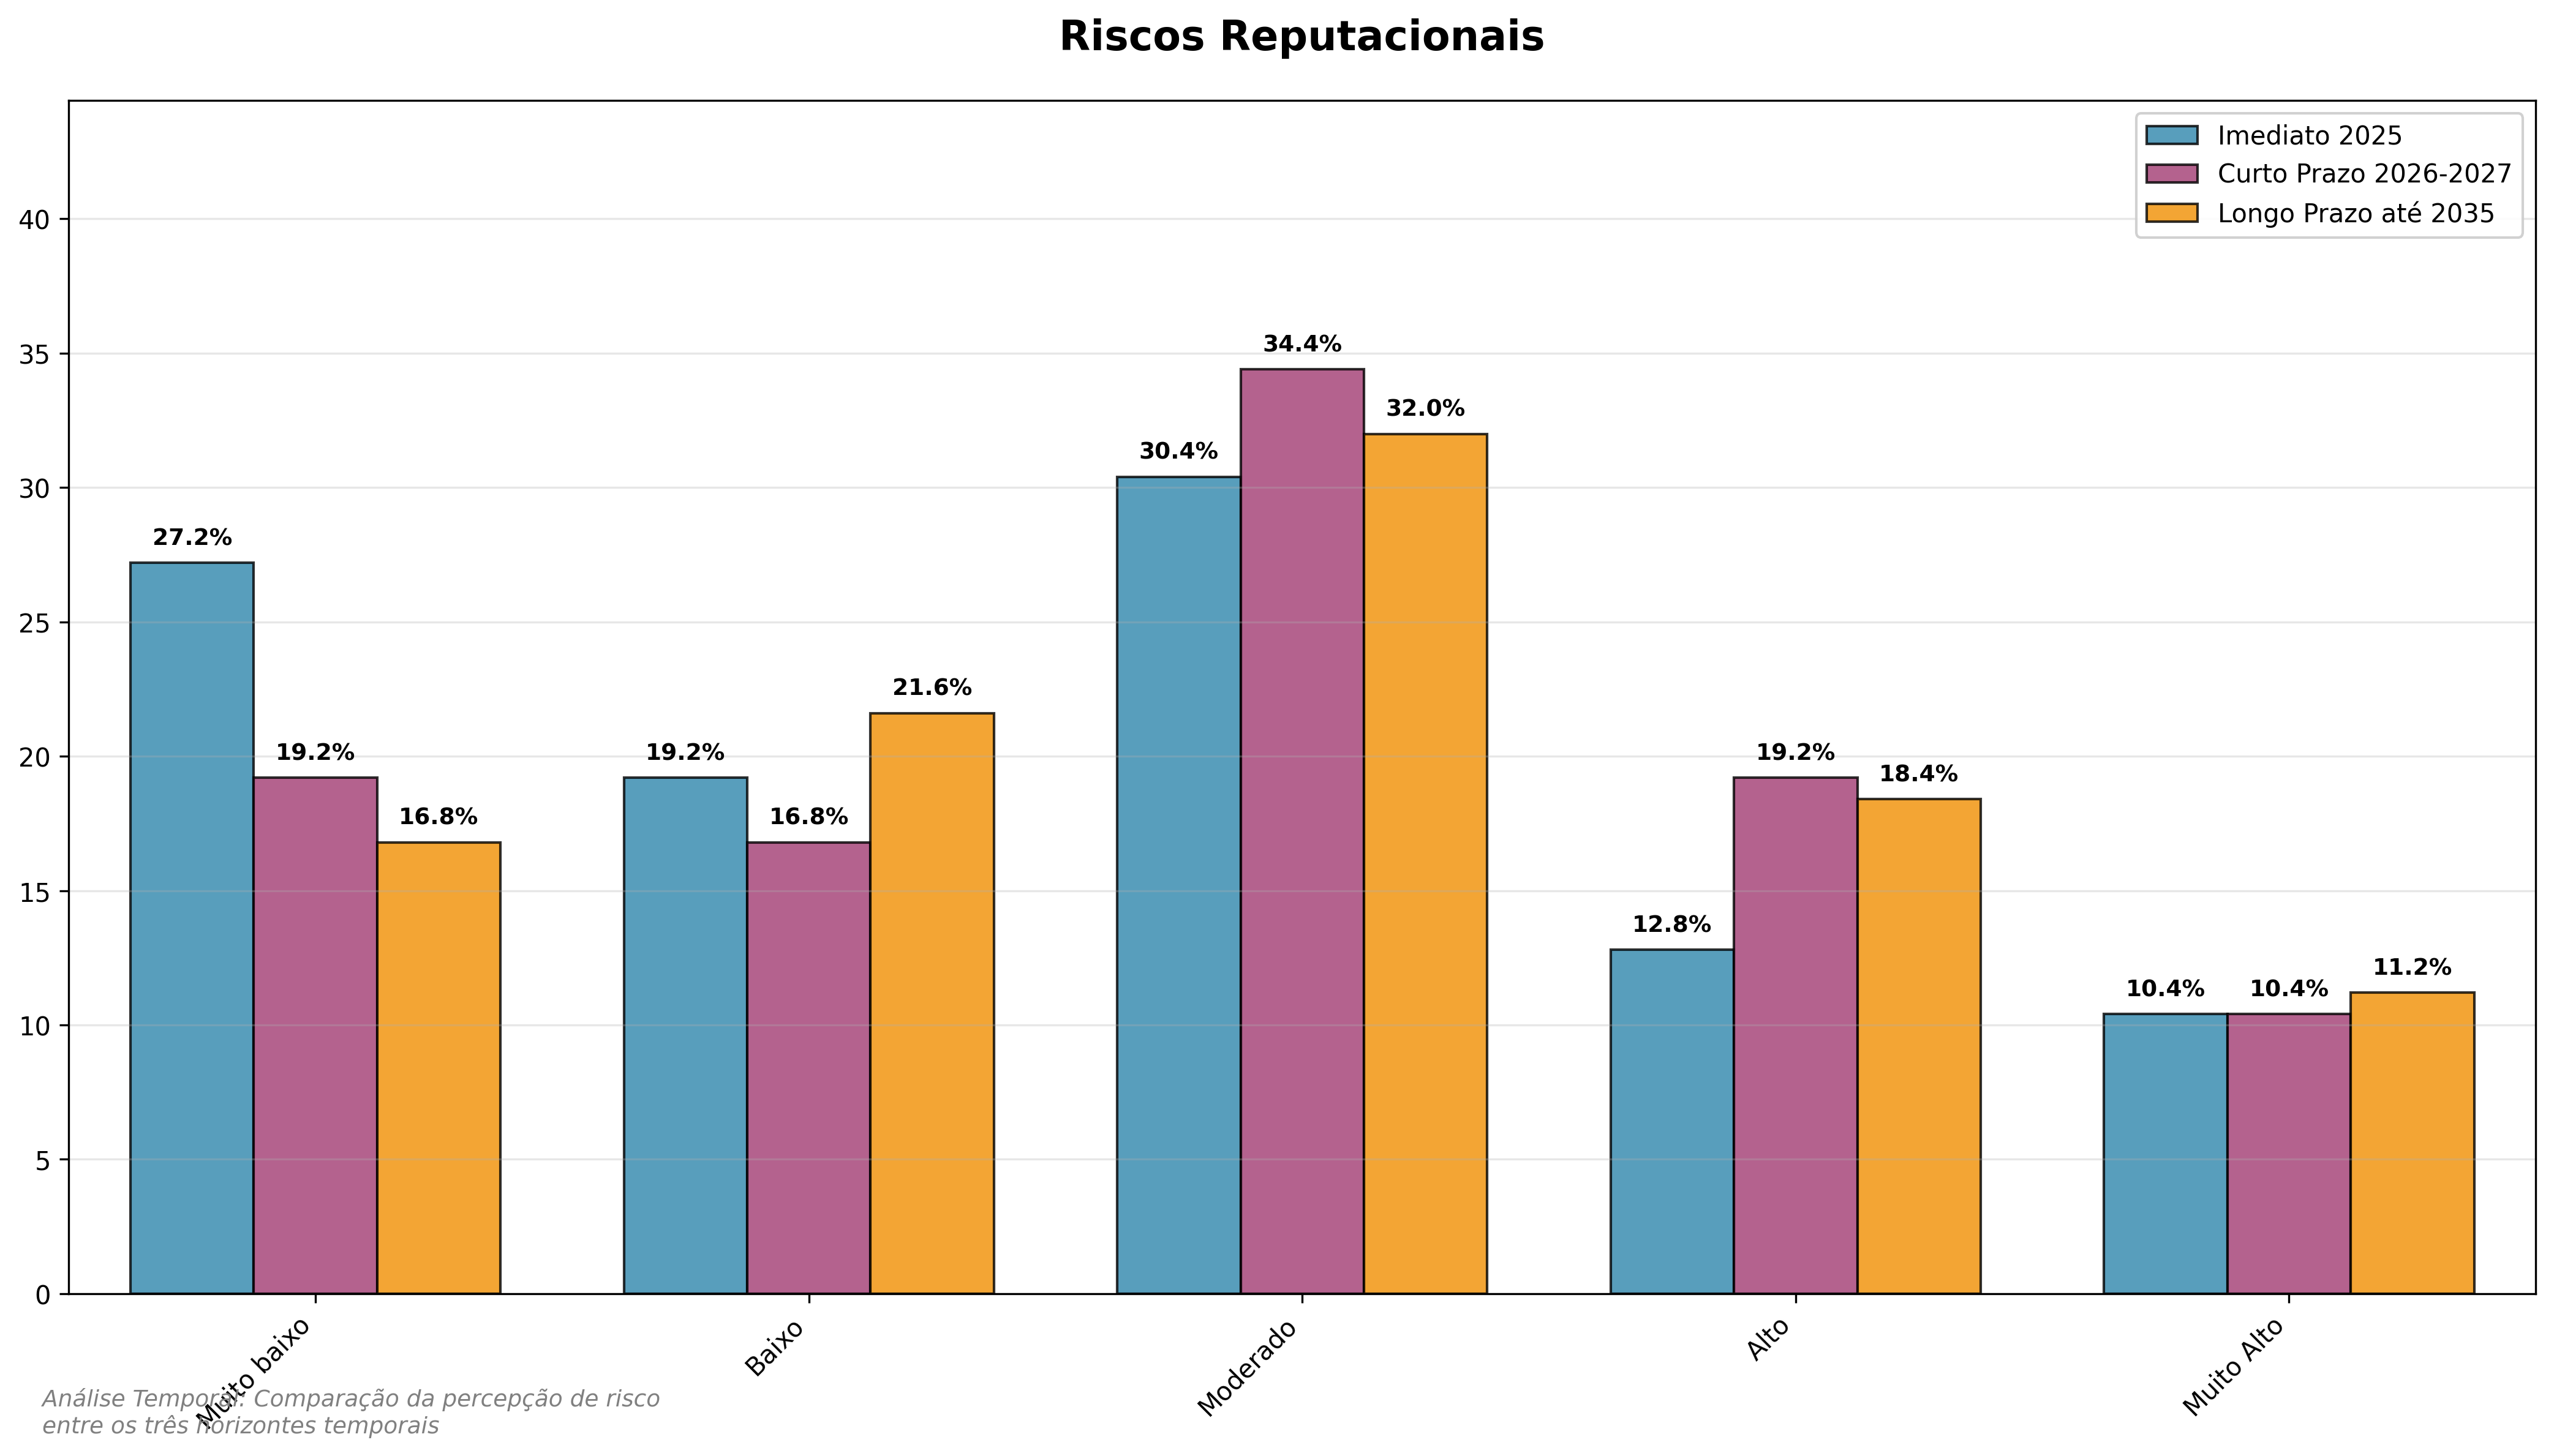 Riscos Reputacionais
Imediato 2025
Curto Prazo 2026-2027
Longo Prazo até 2035
40
35
30
25
20
15
10
5
0
27.2%
19.2%
16.8%
19.2%
16.8%
21.6%
30.4%
34.4%
32.0%
12.8%
19.2%
18.4%
10.4%
10.4%
11.2%
Muito baixo
Baixo
Moderado
Alto
Muito Alto
Análise Temporal: Comparação da percepção de risco
entre os três horizontes temporais